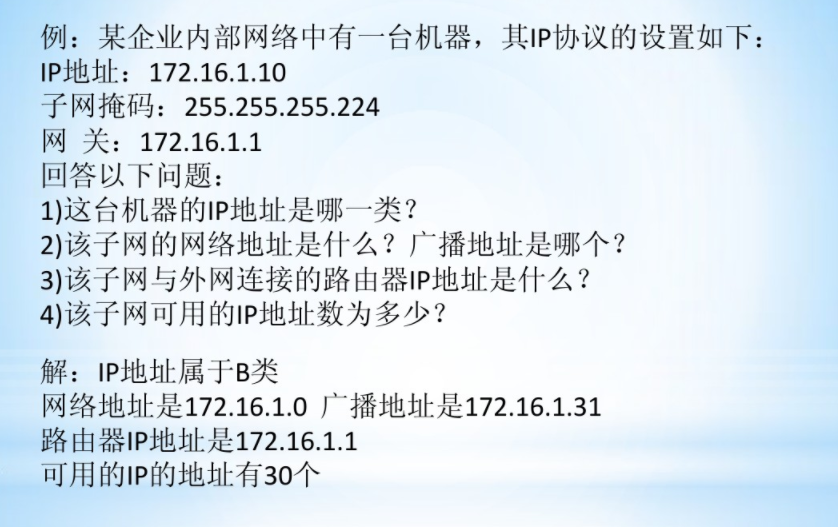 例：某企业内部网络中有一台机器，其IP协议的设置如下：
IP地址：172.16.1.10
子网掩码：255.255.255.224
网 关：172.16.1.1
回答以下问题：
1)这台机器的IP地址是哪一类？
2)该子网的网络地址是什么？广播地址是哪个？
3)该子网与外网连接的路由器IP地址是什么？
4)该子网可用的IP地址数为多少？
解：IP地址属于B类
网络地址是172.16.1.0 广播地址是172.16.1.31
路由器IP地址是172.16.1.1
可用的IP的地址有30个